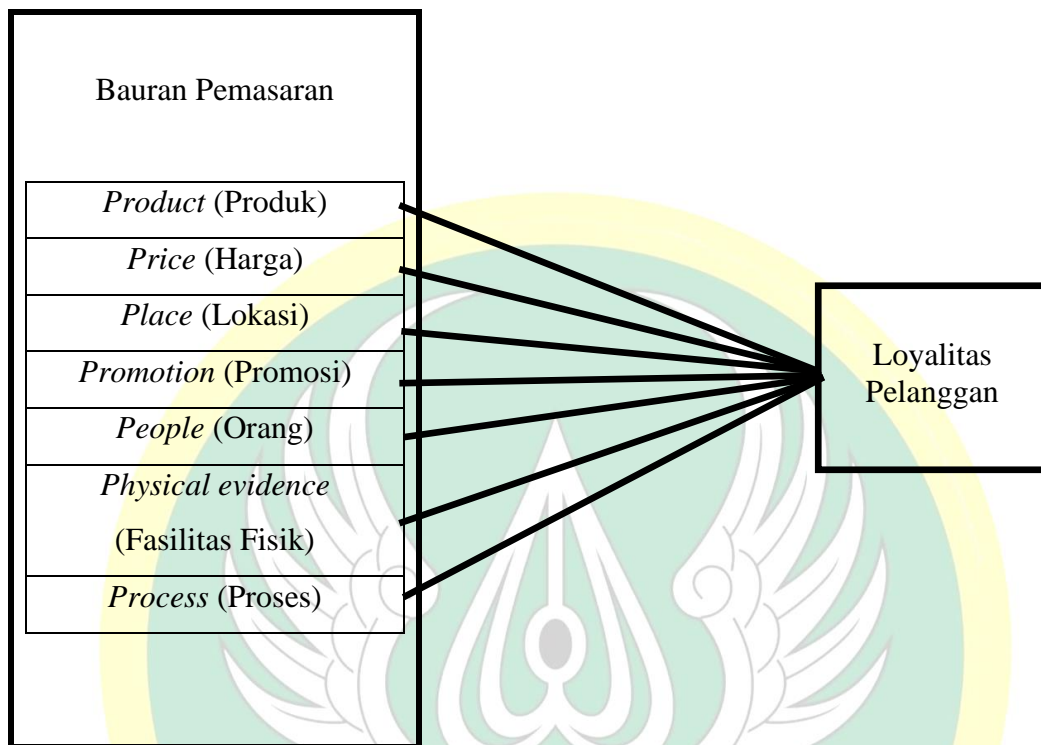 Bauran Pemasaran
Product (Produk)
Price (Harga)
Place (Lokasi)
Promotion (Promosi)
People (Orang)
Physical evidence
(Fasilitas Fisik)
Process (Proses)
Loyalitas
Pelanggan